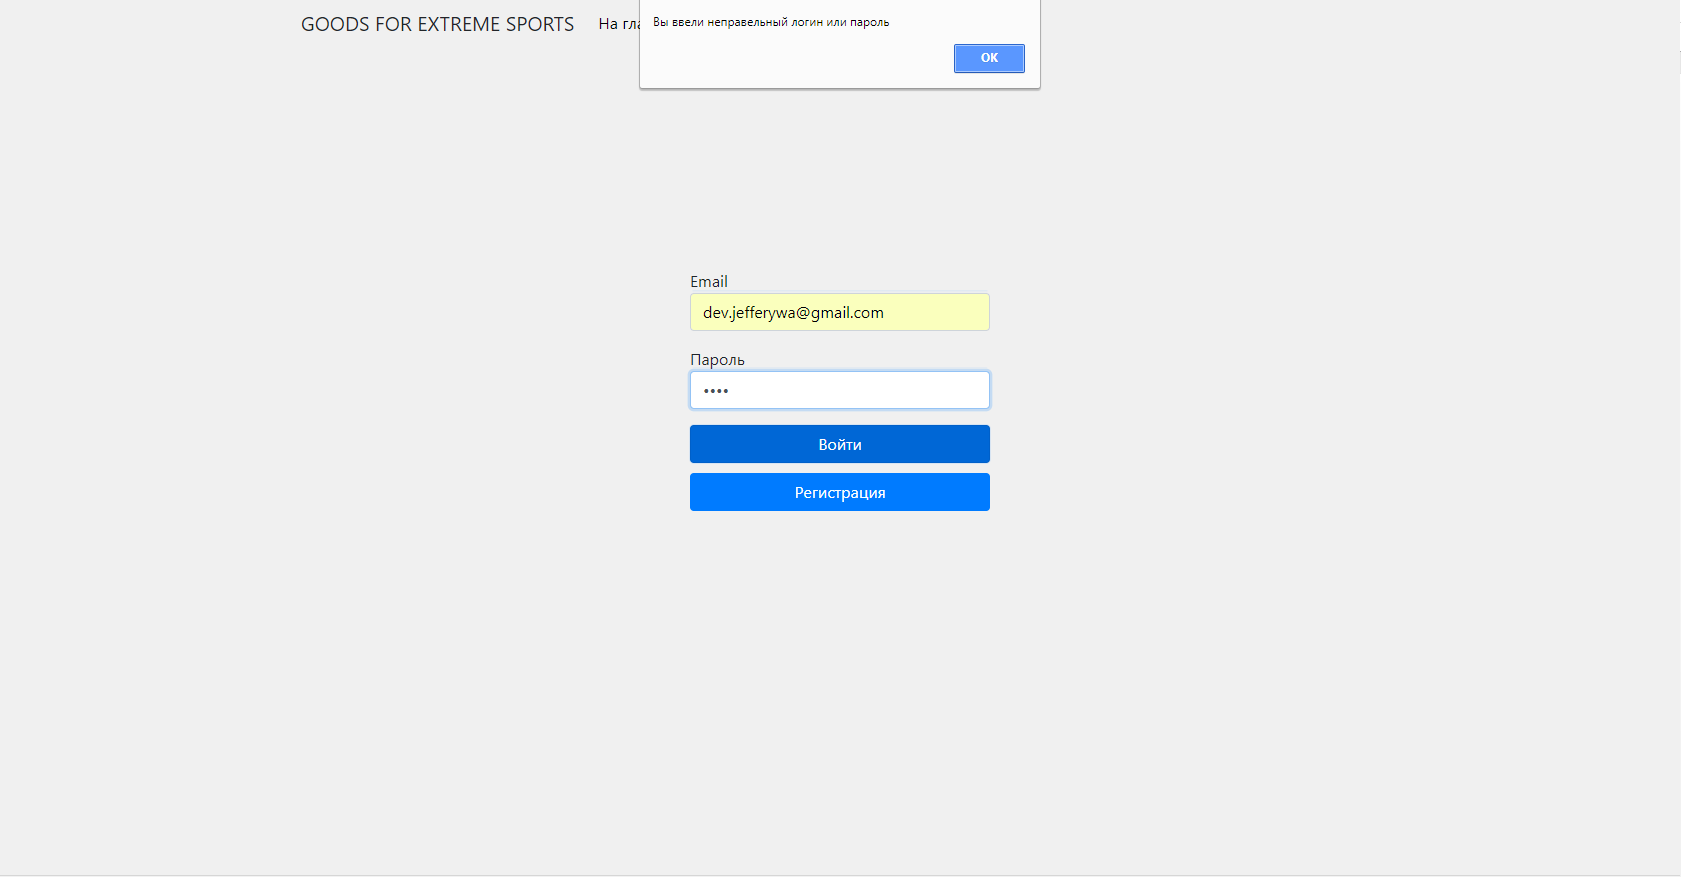 GOODS FOR EXTREME SPORTS
На гла
Вы ввели неправельный логин или пароль
OK
Email
dev.jefferywa@gmail.com
Пароль
••••
Войти
Регистрация